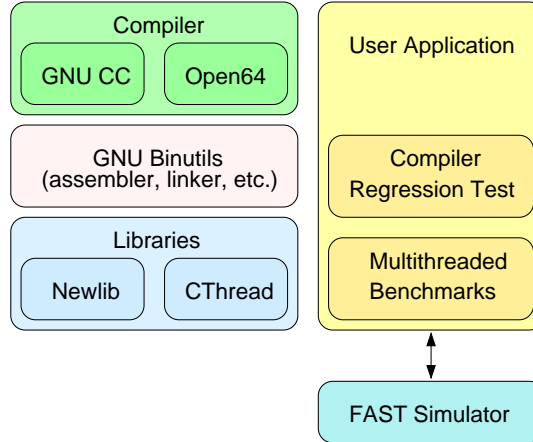 Compiler
GNU CC
Open64
GNU Binutils
(assembler, linker, etc.)
Libraries
Newlib
CThread
User Application
Compiler
Regression Test
Multithreaded
Benchmarks
FAST Simulator